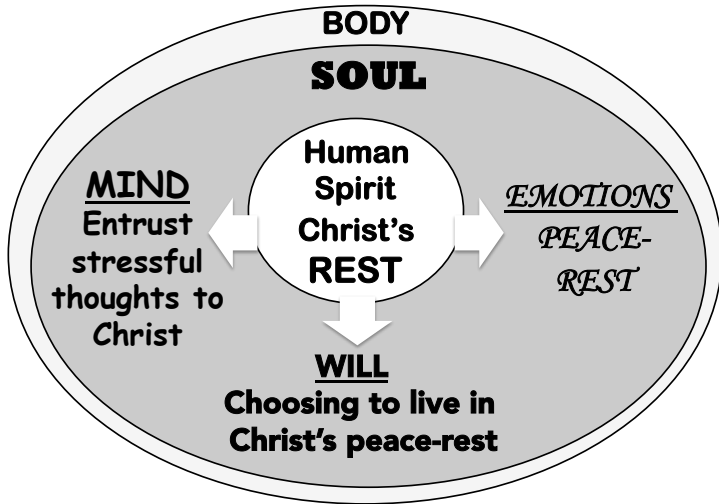 BODY
SOUL
Human
Spirit
Christ's
REST
MIND
Entrust
stressful
thoughts to
Christ
EMOTIONS
PEACE-
REST
WILL
Choosing to live in
Christ's peace-rest